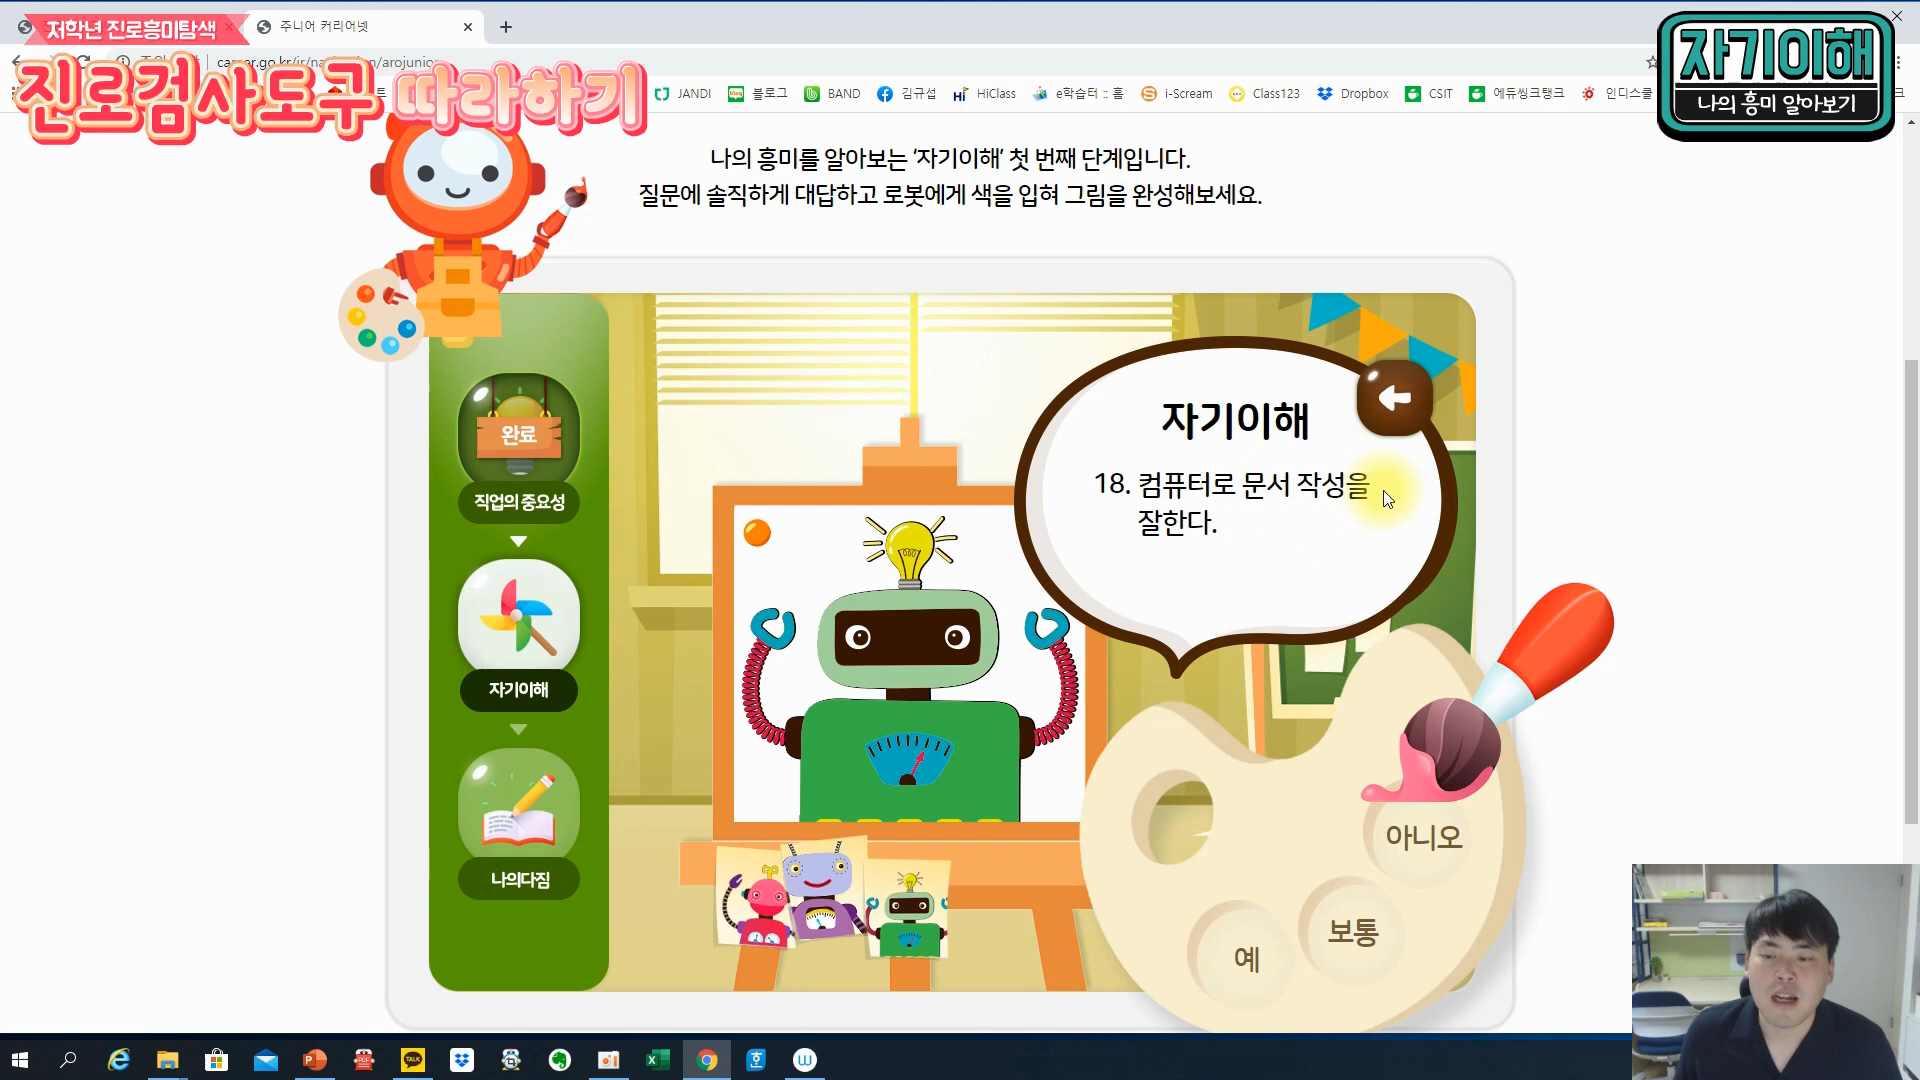 저학년 진로흥미탐색
주니어 커리어넷
진로검사도구 따라하기
JANDI
블로그
BAND
김규섭
HiClass
e학습터 :: 홈
i-Scream
Class123
Dropbox
CSIT
에듀씽크탱크
인디스쿨
자기이해
나의 흥미 알아보기
나의 흥미를 알아보는 ‘자기이해’ 첫 번째 단계입니다.
질문에 솔직하게 대답하고 로봇에게 색을 입혀 그림을 완성해보세요.
완료
직업의 중요성
자기이해
나의다짐
자기이해
18. 컴퓨터로 문서 작성을
잘한다.
아니오
보통
예